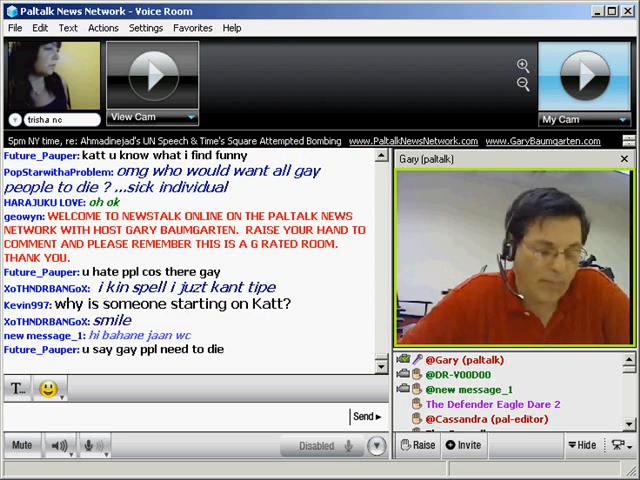 Paltalk News Network - Voice Room
File Edit Text Actions Settings Favorites Help
trisha nc
View Cam
My Cam
5pm NY time, re: Ahmadinejad's UN Speech & Time's Square Attempted Bombing www.PaltalkNewsNetwork.com www.GaryBaumgarten.com
Future_Pauper: katt u know what i find funny
PopStarwithaProblem: omg who would want all gay
people to die ? ...sick individual
HARAJUKU LOVE: oh ok
geowyn: WELCOME TO NEWSTALK ONLINE ON THE PALTALK NEWS
NETWORK WITH HOST GARY BAUMGARTEN. RAISE YOUR HAND TO
COMMENT AND PLEASE REMEMBER THIS IS A G RATED ROOM.
THANK YOU.
Future_Pauper: u hate ppl cos there gay
XoTHNDRBANGoX: i kin spell i juzt kant tipe
Kevin997: why is someone starting on Katt?
XoTHNDRBANGoX: smile
new message_1: hi bahane jaan wc
Future_Pauper: u say gay ppl need to die
T...
Send
Mute
Disabled
Gary (paltalk)
@Gary (paltalk)
@DR-V00D00
@new message_1
The Defender Eagle Dare 2
@Cassandra (pal-editor)
Raise Invite Hide